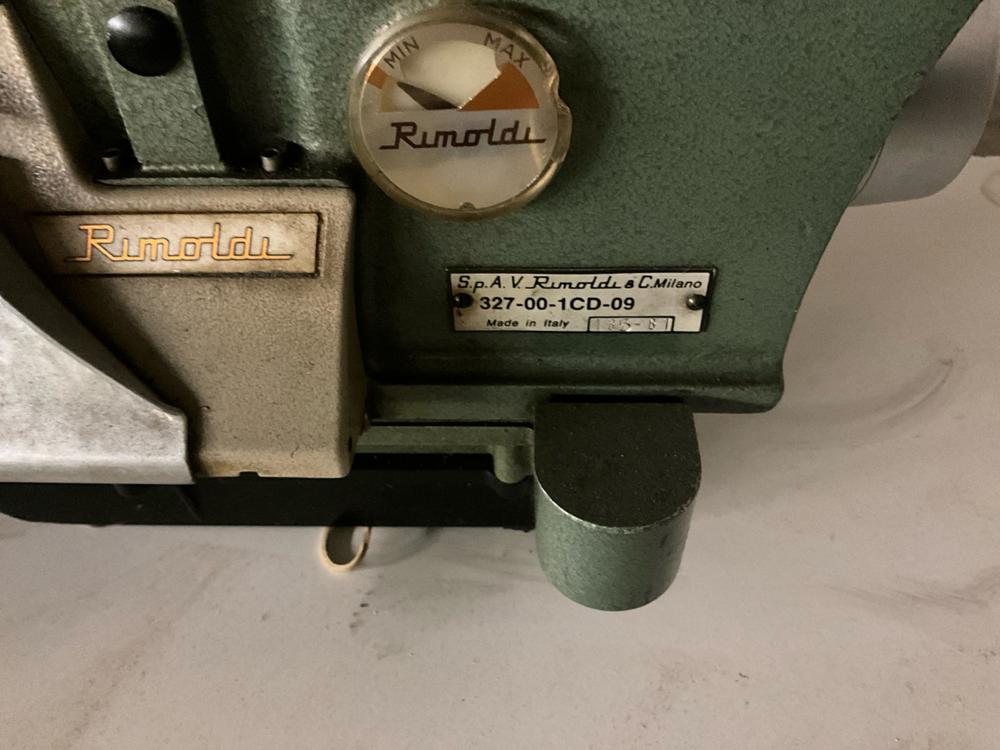 MIN MAX
Rimoldi
Rimoldi
S.p.A. V. Rimoldi & C. Milano
327-00-1CD-09
Made in Italy